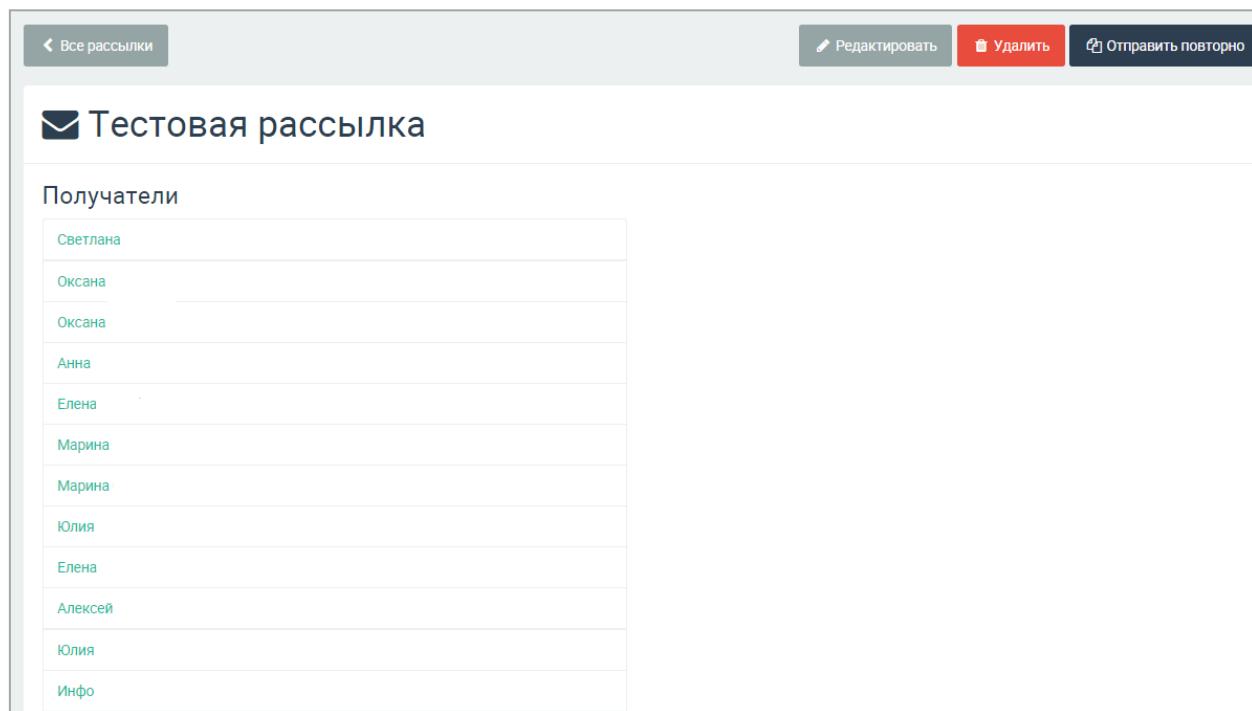 Все рассылки
Редактировать
Удалить
Отправить повторно
Тестовая рассылка
Получатели
Светлана
Оксана
Оксана
Анна
Елена
Марина
Марина
Юлия
Елена
Алексей
Юлия
Инфо